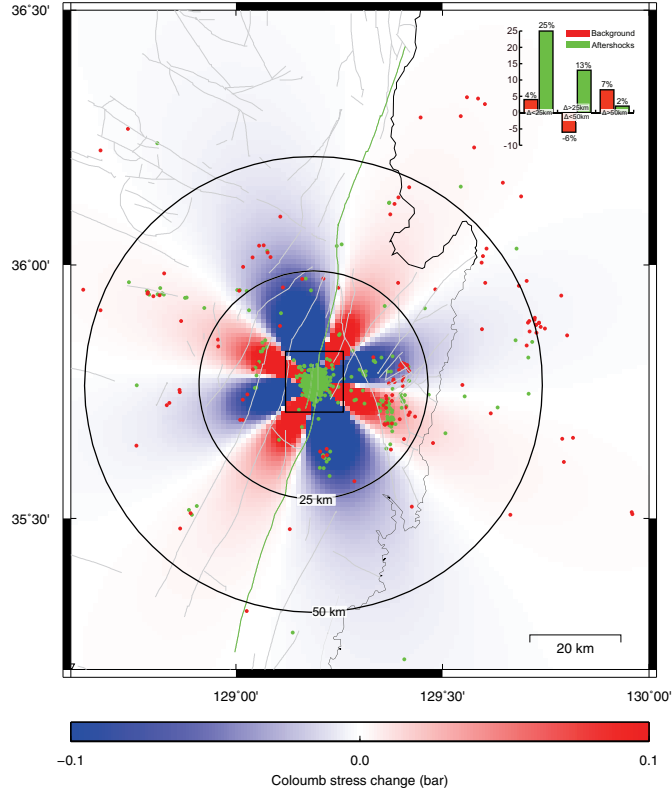 36°30'
36°00'
35°30'
129°00'
129°30'
130°00'
25
20
15
10
5
0
-5
-10
Background
Aftershocks
25%
4%
Δ<25km
13%
Δ>25km
Δ<50km
-6%
7%
2%
Δ>50km
25 km
50 km
20 km
7
−0.1
0.0
0.1
Coloumb stress change (bar)